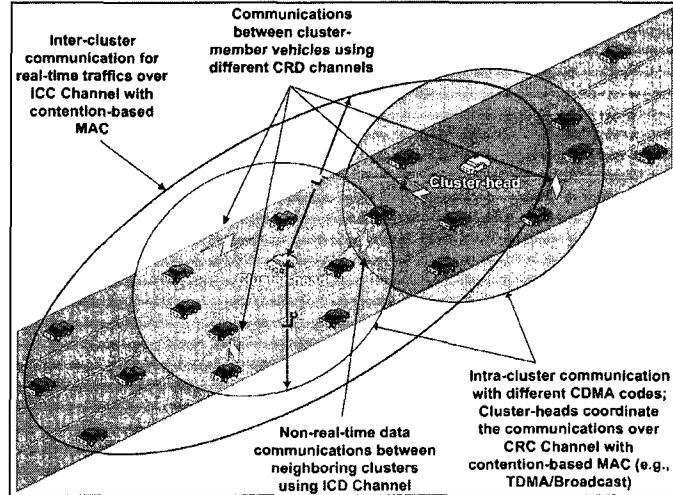 Communications
between cluster-
member vehicles using
different CRD channels
Inter-cluster
communication for
real-time traffics over
ICC Channel with
contention-based
MAC
Cluster-head
Cluster-head
Intra-cluster communication
with different CDMA codes;
Cluster-heads coordinate
the communications over
CRC Channel with
contention-based MAC (e.g.,
TDMA/Broadcast)
Non-real-time data
communications between
neighboring clusters
using ICD Channel